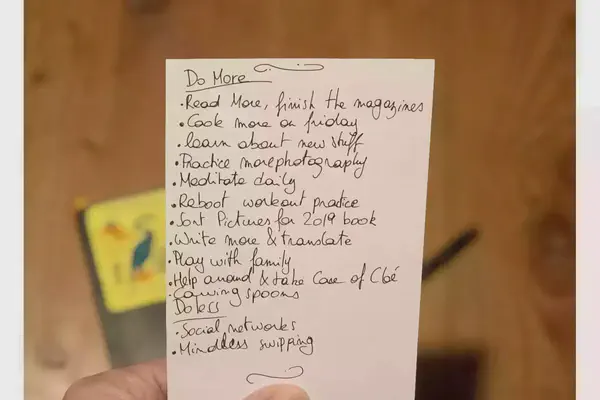 Do More
• Read More, finish the magazines
• Cook more on friday
• learn about new stuff
• Practice more photography
• Meditate daily
• Reboot workout practice
• Sort Pictures for 2019 book
• Write more & translate
• Play with family
• Help around & take Care of Cloé
• Carving spoons
Do less
• Social networks
• Mindless swipping